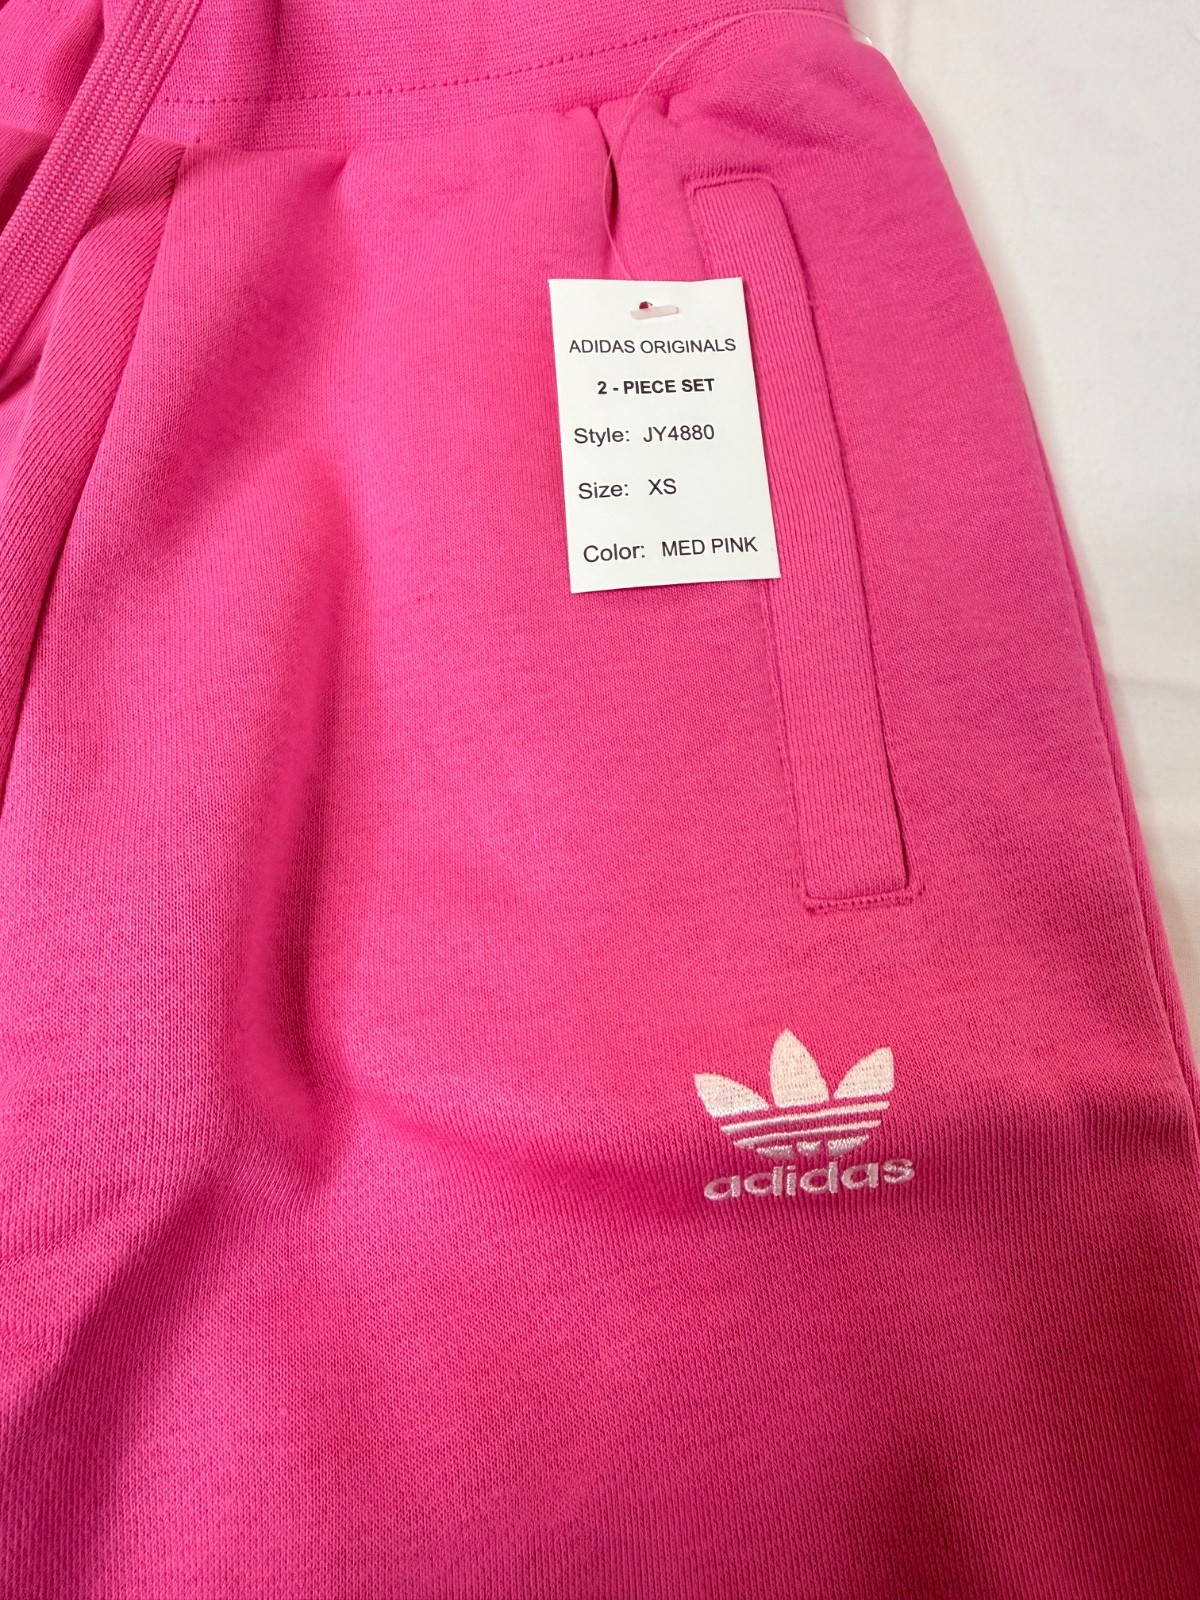 ADIDAS ORIGINALS
2 - PIECE SET
Style: JY4880
Size: XS
Color: MED PINK
adidas